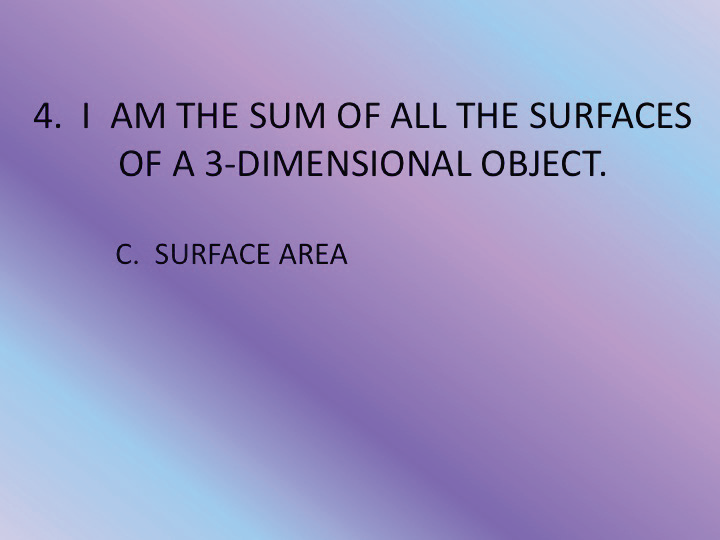 4. I AM THE SUM OF ALL THE SURFACES
OF A 3-DIMENSIONAL OBJECT.
C. SURFACE AREA